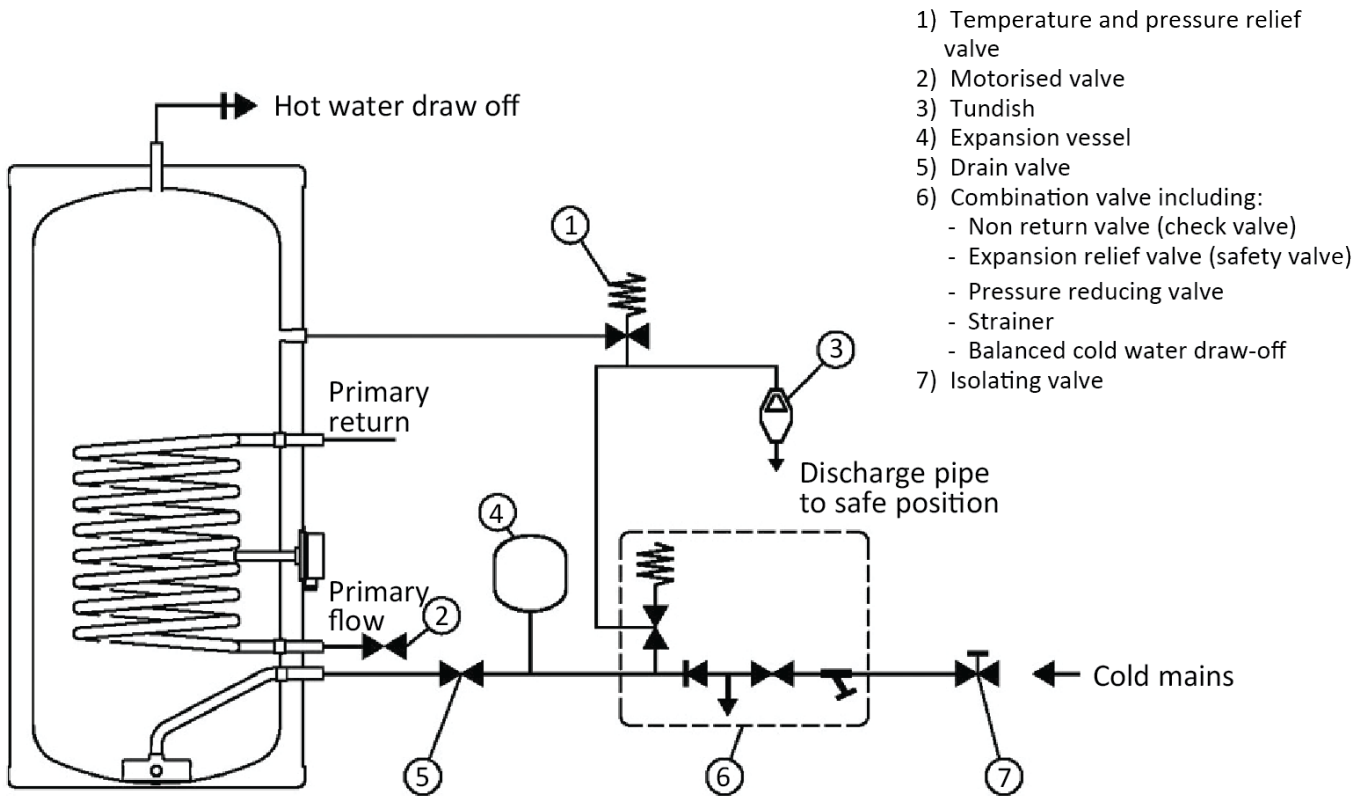 1) Temperature and pressure relief
valve
2) Motorised valve
3) Tundish
4) Expansion vessel
5) Drain valve
6) Combination valve including:
- Non return valve (check valve)
- Expansion relief valve (safety valve)
- Pressure reducing valve
- Strainer
- Balanced cold water draw-off
7) Isolating valve
Hot water draw off
1
3
Primary
return
Discharge pipe
to safe position
4
Primary
flow
2
Cold mains
5
6
7